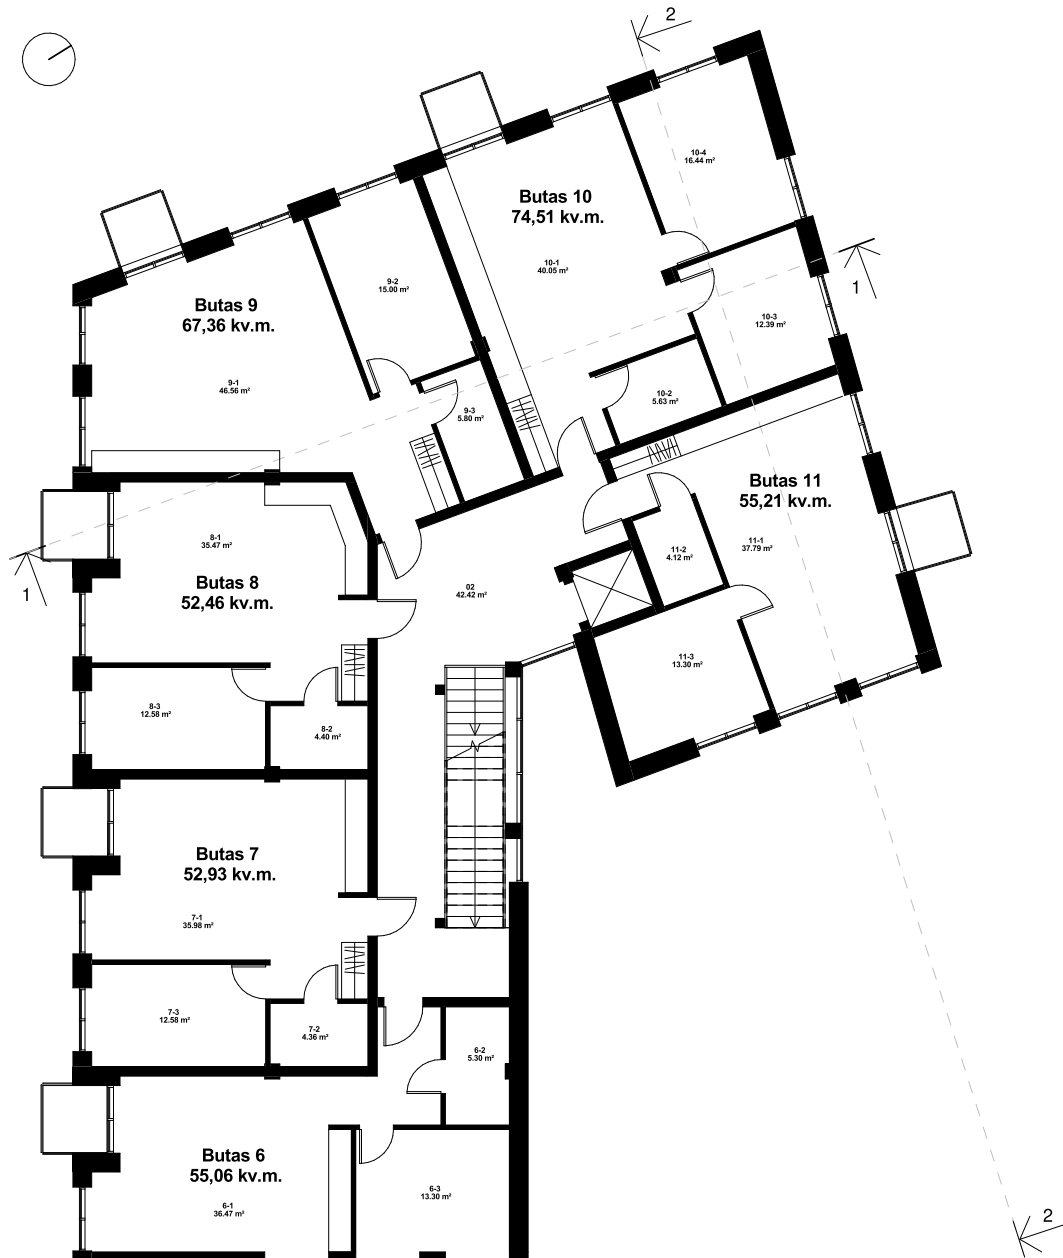 2
10-4
16.44 m²
Butas 10
74,51 kv.m.
10-1
40.05 m²
1
9-2
15.00 m²
Butas 9
67,36 kv.m.
10-3
12.39 m²
9-1
46.56 m²
10-2
5.63 m²
9-3
5.80 m²
Butas 11
55,21 kv.m.
8-1
35.47 m²
11-1
37.79 m²
11-2
4.12 m²
Butas 8
52,46 kv.m.
1
02
42.42 m²
11-3
13.30 m²
8-3
12.58 m²
8-2
4.40 m²
Butas 7
52,93 kv.m.
7-1
35.98 m²
7-3
12.58 m²
7-2
4.36 m²
6-2
5.30 m²
Butas 6
55,06 kv.m.
6-1
36.47 m²
6-3
13.30 m²
2